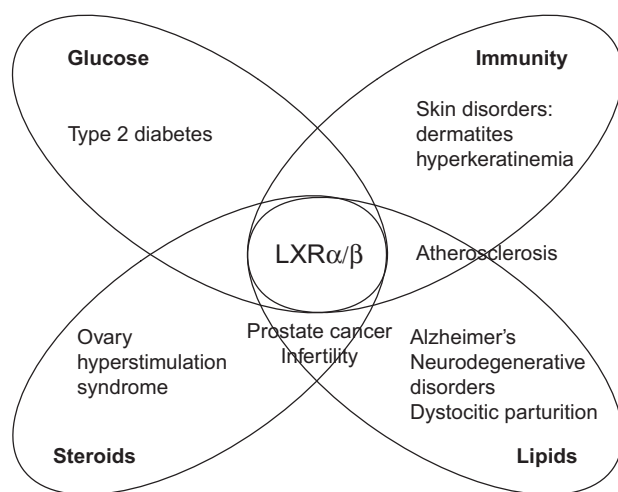 Glucose
Immunity
Type 2 diabetes
Skin disorders:
dermatites
hyperkeratinemia
LXRα/β
Atherosclerosis
Prostate cancer
Infertility
Ovary
hyperstimulation
syndrome
Alzheimer's
Neurodegenerative
disorders
Dystocitic parturition
Steroids
Lipids